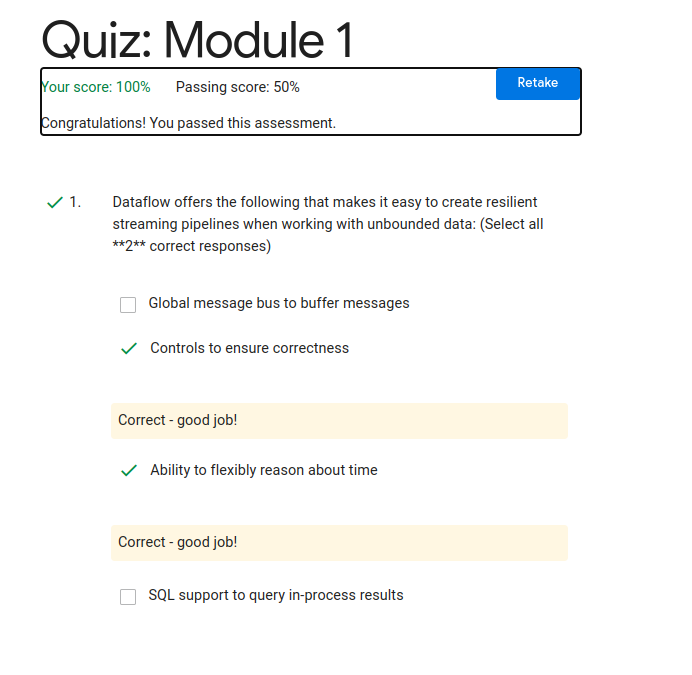 Quiz: Module 1
Your score: 100% Passing score: 50% Retake
Congratulations! You passed this assessment.
1. Dataflow offers the following that makes it easy to create resilient
streaming pipelines when working with unbounded data: (Select all
**2** correct responses)
Global message bus to buffer messages
Controls to ensure correctness
Correct - good job!
Ability to flexibly reason about time
Correct - good job!
SQL support to query in-process results